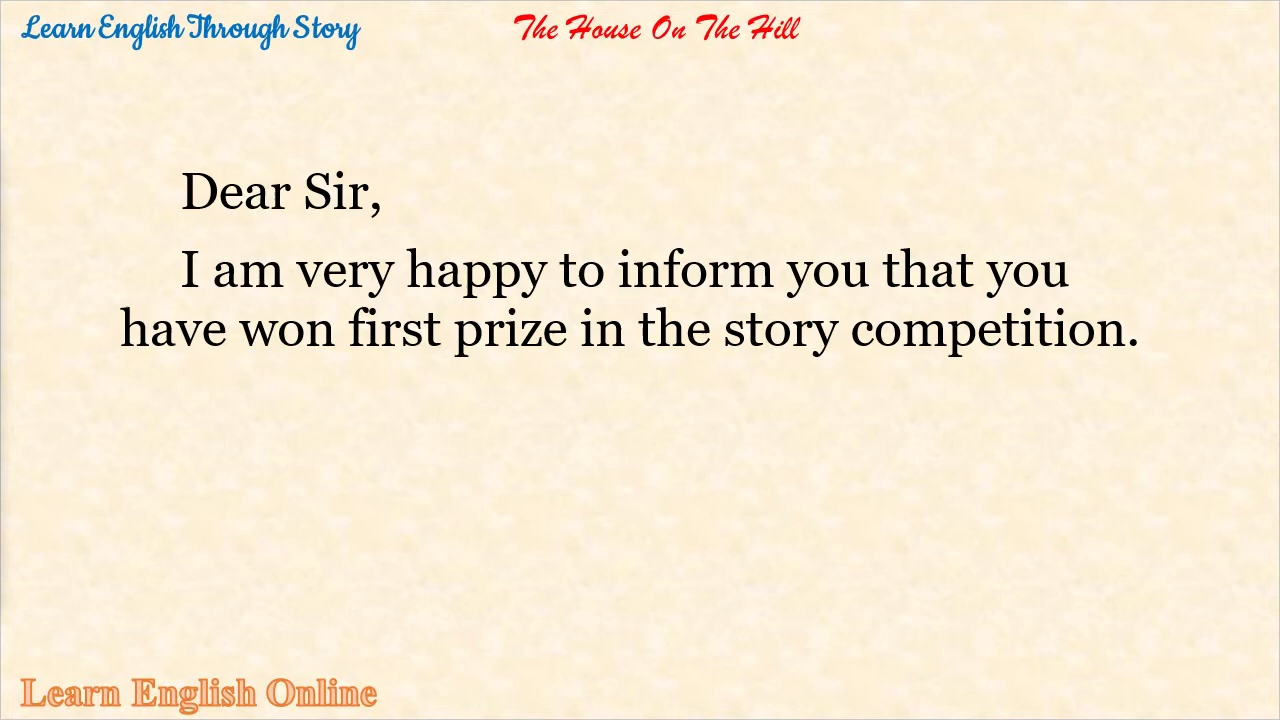 Learn English Through Story
The House On The Hill
Dear Sir,
I am very happy to inform you that you
have won first prize in the story competition.
Learn English Online